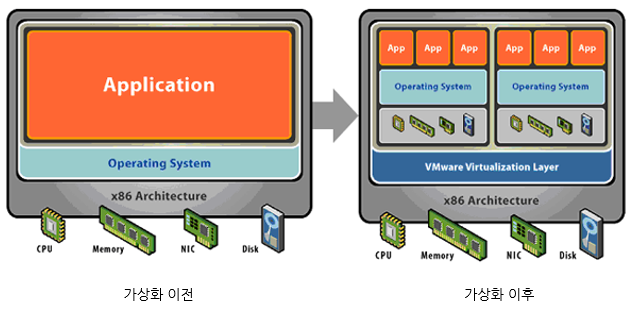 Application
Operating System
x86 Architecture
CPU
Memory
NIC
Disk
가상화 이전
App App App App App App
Operating System Operating System
VMware Virtualization Layer
x86 Architecture
CPU
Memory
NIC
Disk
가상화 이후